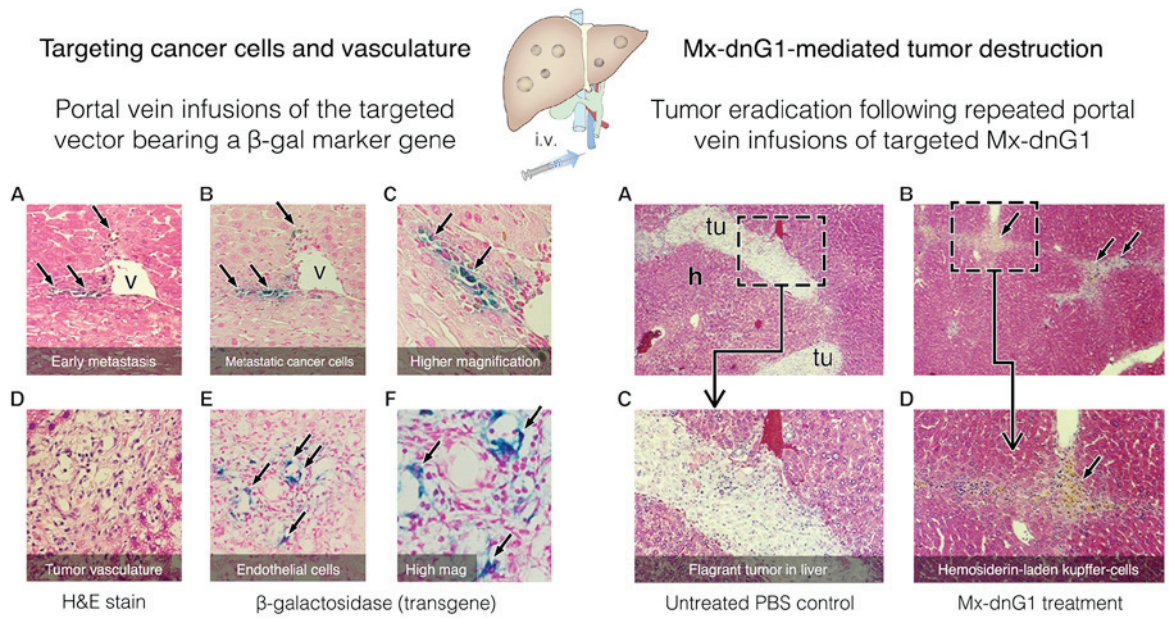 Targeting cancer cells and vasculature
Portal vein infusions of the targeted
vector bearing a β-gal marker gene
i.v.
Mx-dnG1-mediated tumor destruction
Tumor eradication following repeated portal
vein infusions of targeted Mx-dnG1
A
V
Early metastasis
B
V
Metastatic cancer cells
C
Higher magnification
D
Tumor vasculature
E
Endothelial cells
F
High mag
H&E stain
β-galactosidase (transgene)
A
tu
h
tu
B
C
Flagrant tumor in liver
D
Hemosiderin-laden kupffer-cells
Untreated PBS control
Mx-dnG1 treatment